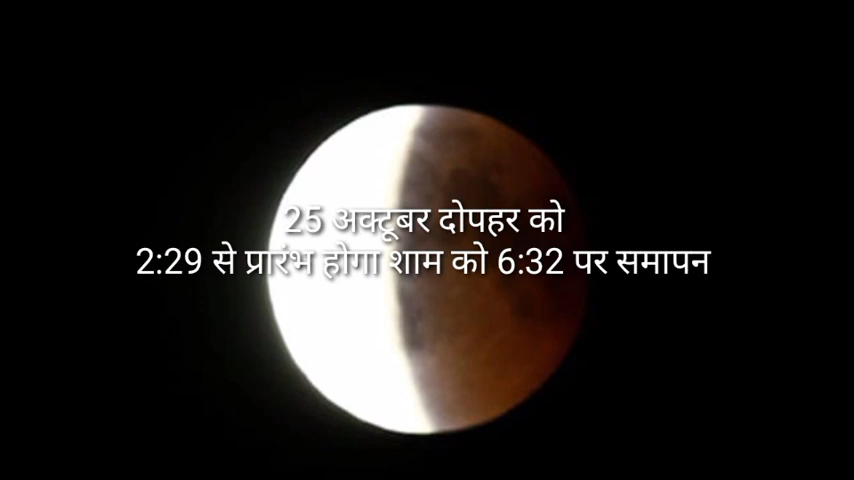 25 अक्टूबर दोपहर को
2:29 से प्रारंभ होगा शाम को 6:32 पर समापन